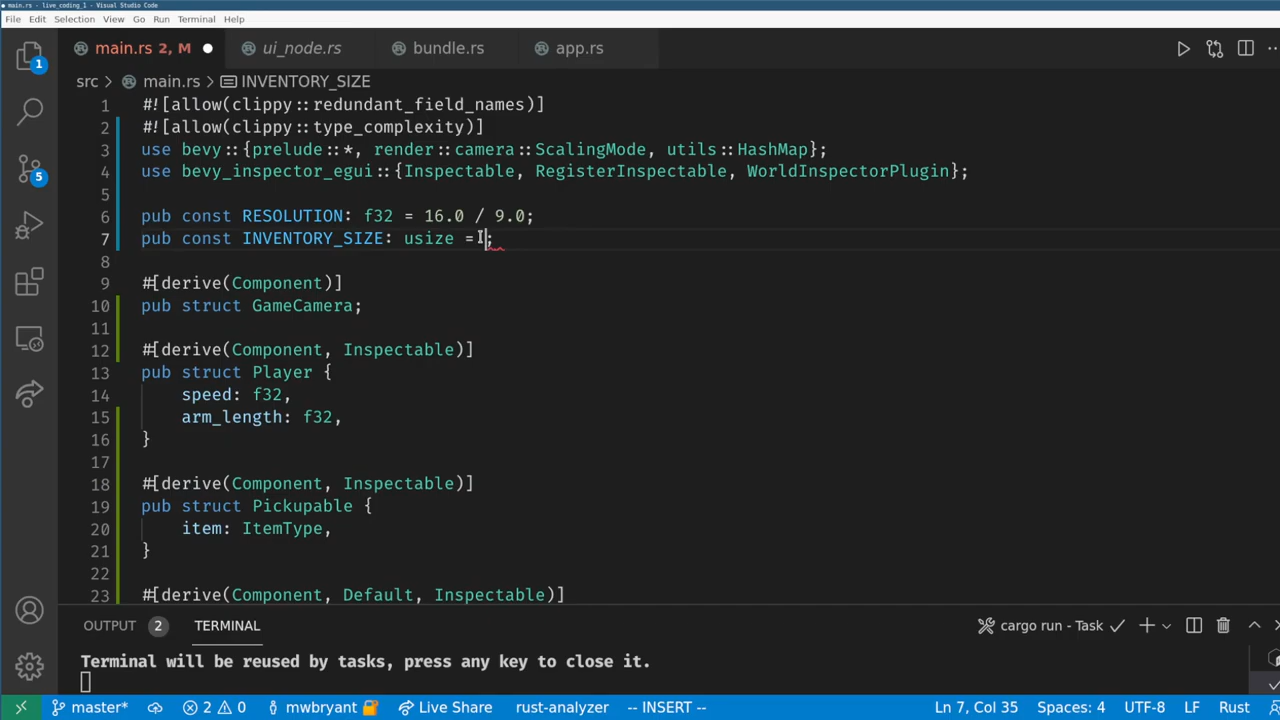 main.rs - live_coding_1 - Visual Studio Code
File Edit Selection View Go Run Terminal Help
main.rs 2, M ui_node.rs bundle.rs app.rs
src > main.rs > INVENTORY_SIZE
1 #![allow(clippy::redundant_field_names)]
2 #![allow(clippy::type_complexity)]
3 use bevy::{prelude::*, render::camera::ScalingMode, utils::HashMap};
4 use bevy_inspector_egui::{Inspectable, RegisterInspectable, WorldInspectorPlugin};
5
6 pub const RESOLUTION: f32 = 16.0 / 9.0;
7 pub const INVENTORY_SIZE: usize = ;
8
9 #[derive(Component)]
10 pub struct GameCamera;
11
12 #[derive(Component, Inspectable)]
13 pub struct Player {
14 speed: f32,
15 arm_length: f32,
16 }
17
18 #[derive(Component, Inspectable)]
19 pub struct Pickupable {
20 item: ItemType,
21 }
22
23 #[derive(Component, Default, Inspectable)]
1
5
OUTPUT 2 TERMINAL cargo run - Task
Terminal will be reused by tasks, press any key to close it.
master* 2 0 mwbryant Live Share rust-analyzer -- INSERT -- Ln 7, Col 35 Spaces: 4 UTF-8 LF Rust